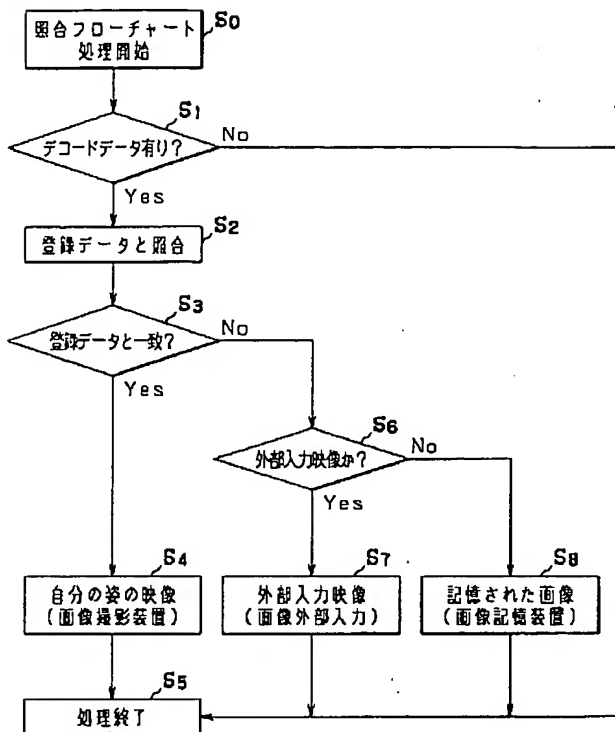 照合フローチャート
処理開始
S0
S1
デコードデータ有り?
No
Yes
S2
登録データと照合
S3
登録データと一致?
No
Yes
S6
外部入力映像か?
No
Yes
S4
自分の姿の映像
(画像撮影装置)
S7
外部入力映像
(画像外部入力)
S8
記憶された画像
(画像記憶装置)
S5
処理終了